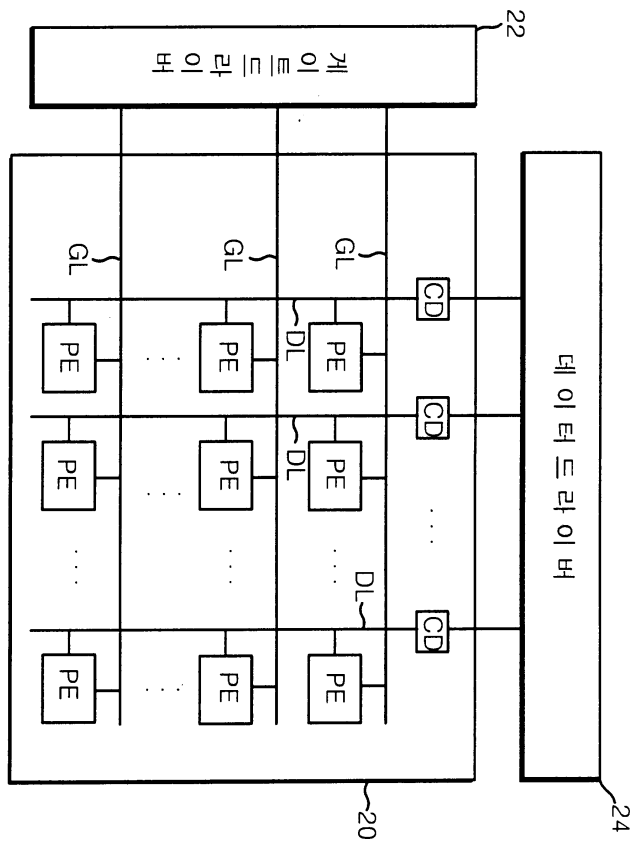 24
데이터드라이버
22
게이트드라이버
CD CD ··· CD
20
DL
GL
PE PE ··· PE
DL DL
GL
PE PE ··· PE
··· ··· ···
GL
PE PE ··· PE